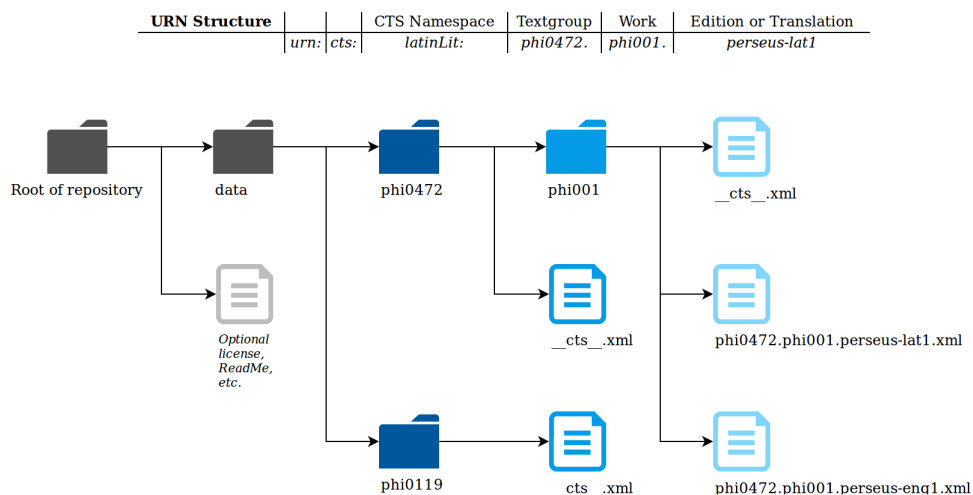 URN Structure CTS Namespace Textgroup Work Edition or Translation
urn: cts: latinLit: phi0472. phi001. perseus-lat1
Root of repository
data
phi0472
phi001
__cts__.xml
Optional
license,
ReadMe,
etc.
__cts__.xml
phi0472.phi001.perseus-lat1.xml
phi0119
__cts__.xml
phi0472.phi001.perseus-eng1.xml